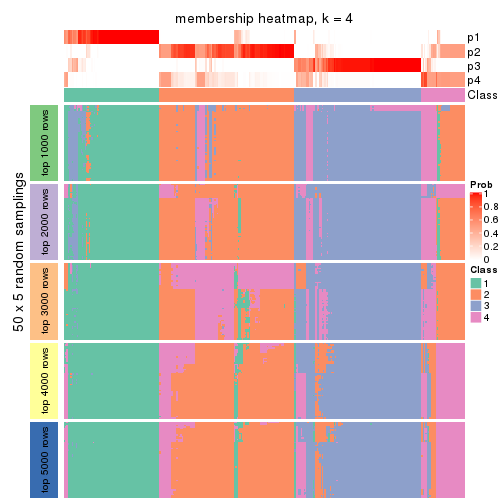 membership heatmap, k = 4
p1
p2
p3
p4
Class
50 x 5 random samplings
top 1000 rows
top 2000 rows
top 3000 rows
top 4000 rows
top 5000 rows
Prob
1
0.8
0.6
0.4
0.2
0
Class
1
2
3
4